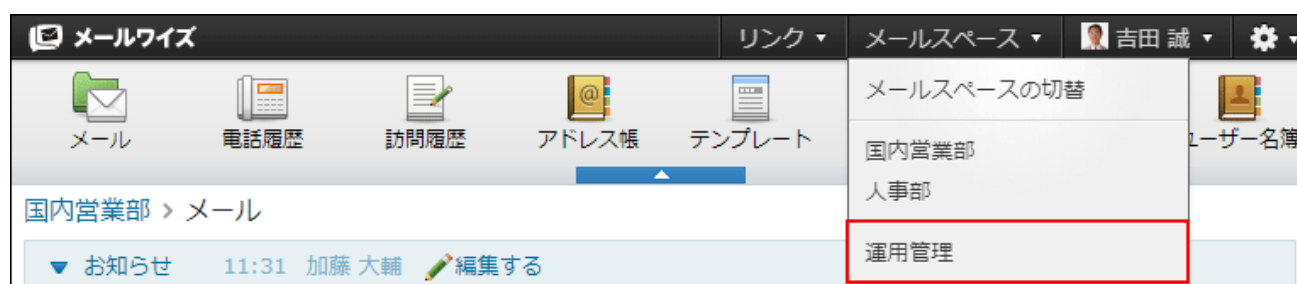 メールワイズ リンク ▼ メールスペース ▼ 吉田 誠 ▼
メールスペースの切替
メール 電話履歴 訪問履歴 アドレス帳 テンプレート ユーザー名簿
国内営業部
人事部
国内営業部 > メール
運用管理
▼ お知らせ 11:31 加藤 大輔 編集する